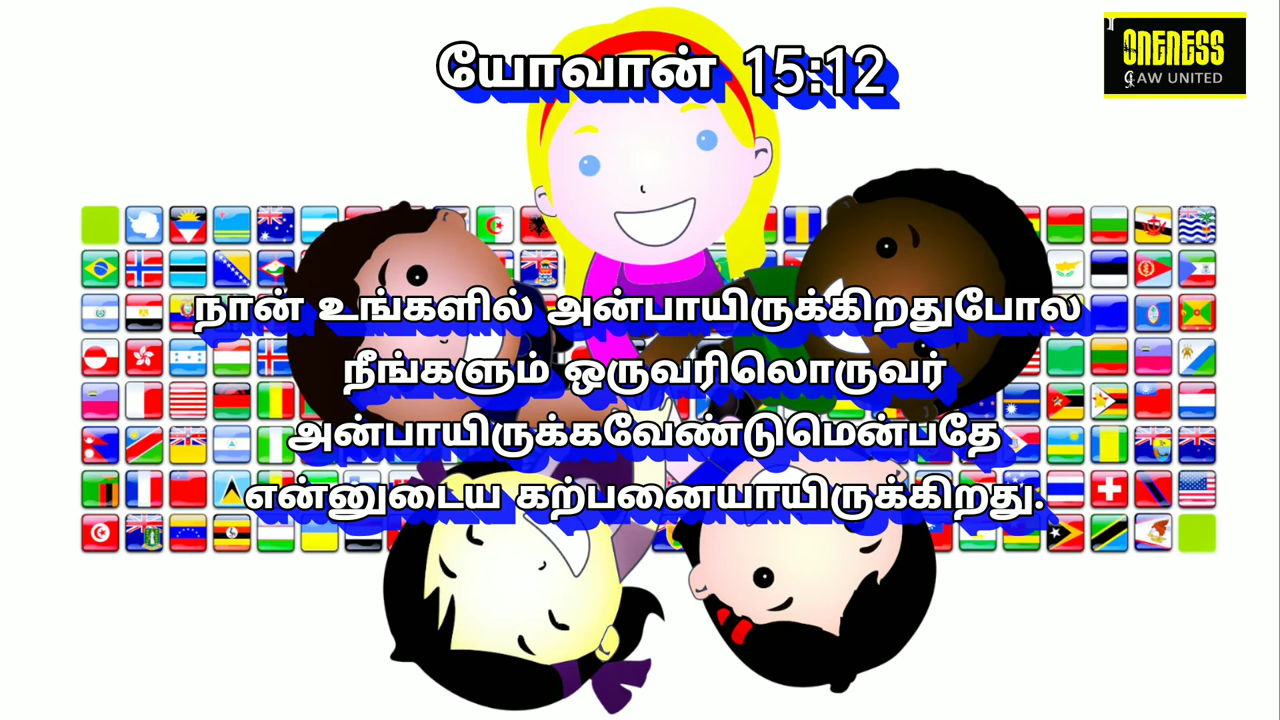 யோவான் 15:12
ONENESS
GAW UNITED
நான் உங்களில் அன்பாயிருக்கிறதுபோல
நீங்களும் ஒருவரிலொருவர்
அன்பாயிருக்கவேண்டுமென்பதே
என்னுடைய கற்பனையாயிருக்கிறது.